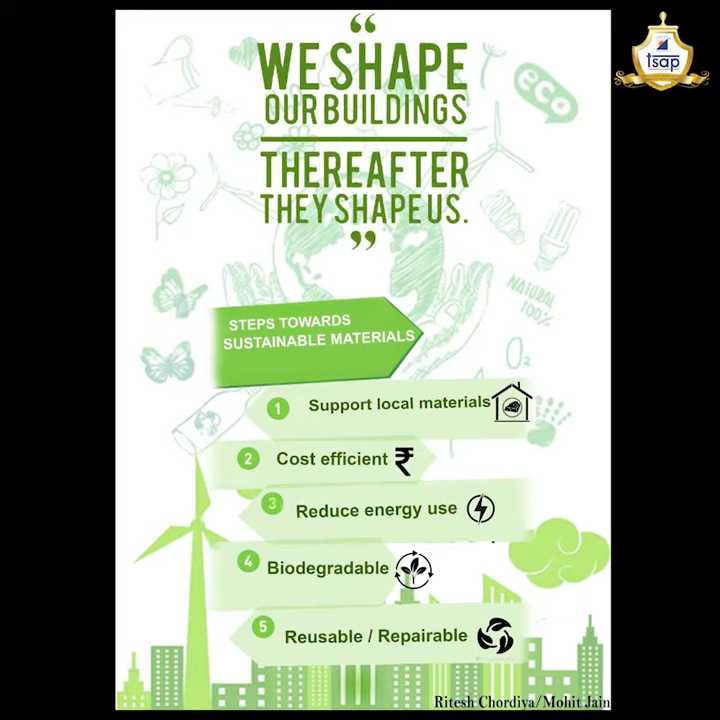 “
WE SHAPE
OUR BUILDINGS
THEREAFTER
THEY SHAPE US.
”
tsap
eco
NATURAL
100%
O₂
STEPS TOWARDS
SUSTAINABLE MATERIALS
1 Support local materials
2 Cost efficient ₹
3 Reduce energy use
4 Biodegradable
5 Reusable / Repairable
Ritesh Chordiya/Mohit Jain